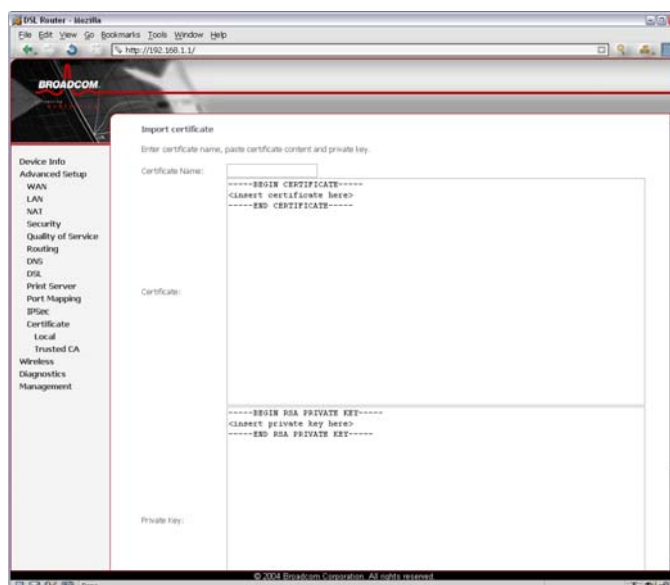 DSL Router - Mozilla
File Edit View Go Bookmarks Tools Window Help
http://192.168.1.1/
BROADCOM
Import certificate
Enter certificate name, paste certificate content and private key.
Device Info
Advanced Setup
WAN
LAN
NAT
Security
Quality of Service
Routing
DNS
DSL
Print Server
Port Mapping
IPSec
Certificate
Local
Trusted CA
Wireless
Diagnostics
Management
Certificate Name:
Certificate:
-----BEGIN CERTIFICATE-----
<insert certificate here>
-----END CERTIFICATE-----
Private Key:
-----BEGIN RSA PRIVATE KEY-----
<insert private key here>
-----END RSA PRIVATE KEY-----
© 2004 Broadcom Corporation. All rights reserved.